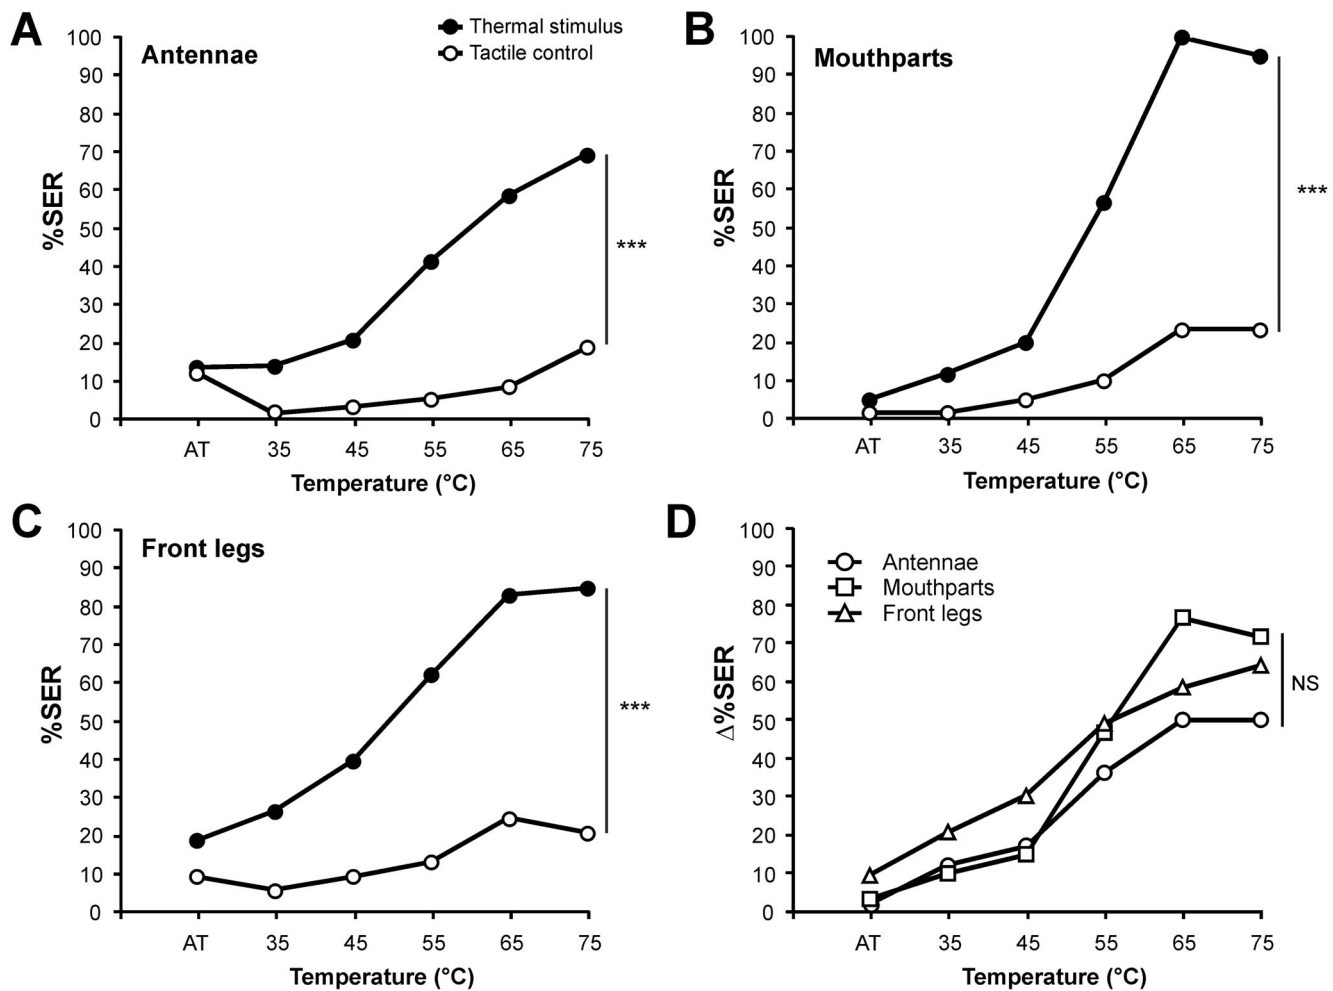 A
Antennae
Thermal stimulus
Tactile control
100
90
80
70
60
50
40
30
20
10
0
%SER
***
AT 35 45 55 65 75
Temperature (°C)
B
Mouthparts
100
90
80
70
60
50
40
30
20
10
0
%SER
***
AT 35 45 55 65 75
Temperature (°C)
C
Front legs
100
90
80
70
60
50
40
30
20
10
0
%SER
***
AT 35 45 55 65 75
Temperature (°C)
D
Antennae
Mouthparts
Front legs
100
90
80
70
60
50
40
30
20
10
0
Δ%SER
NS
AT 35 45 55 65 75
Temperature (°C)